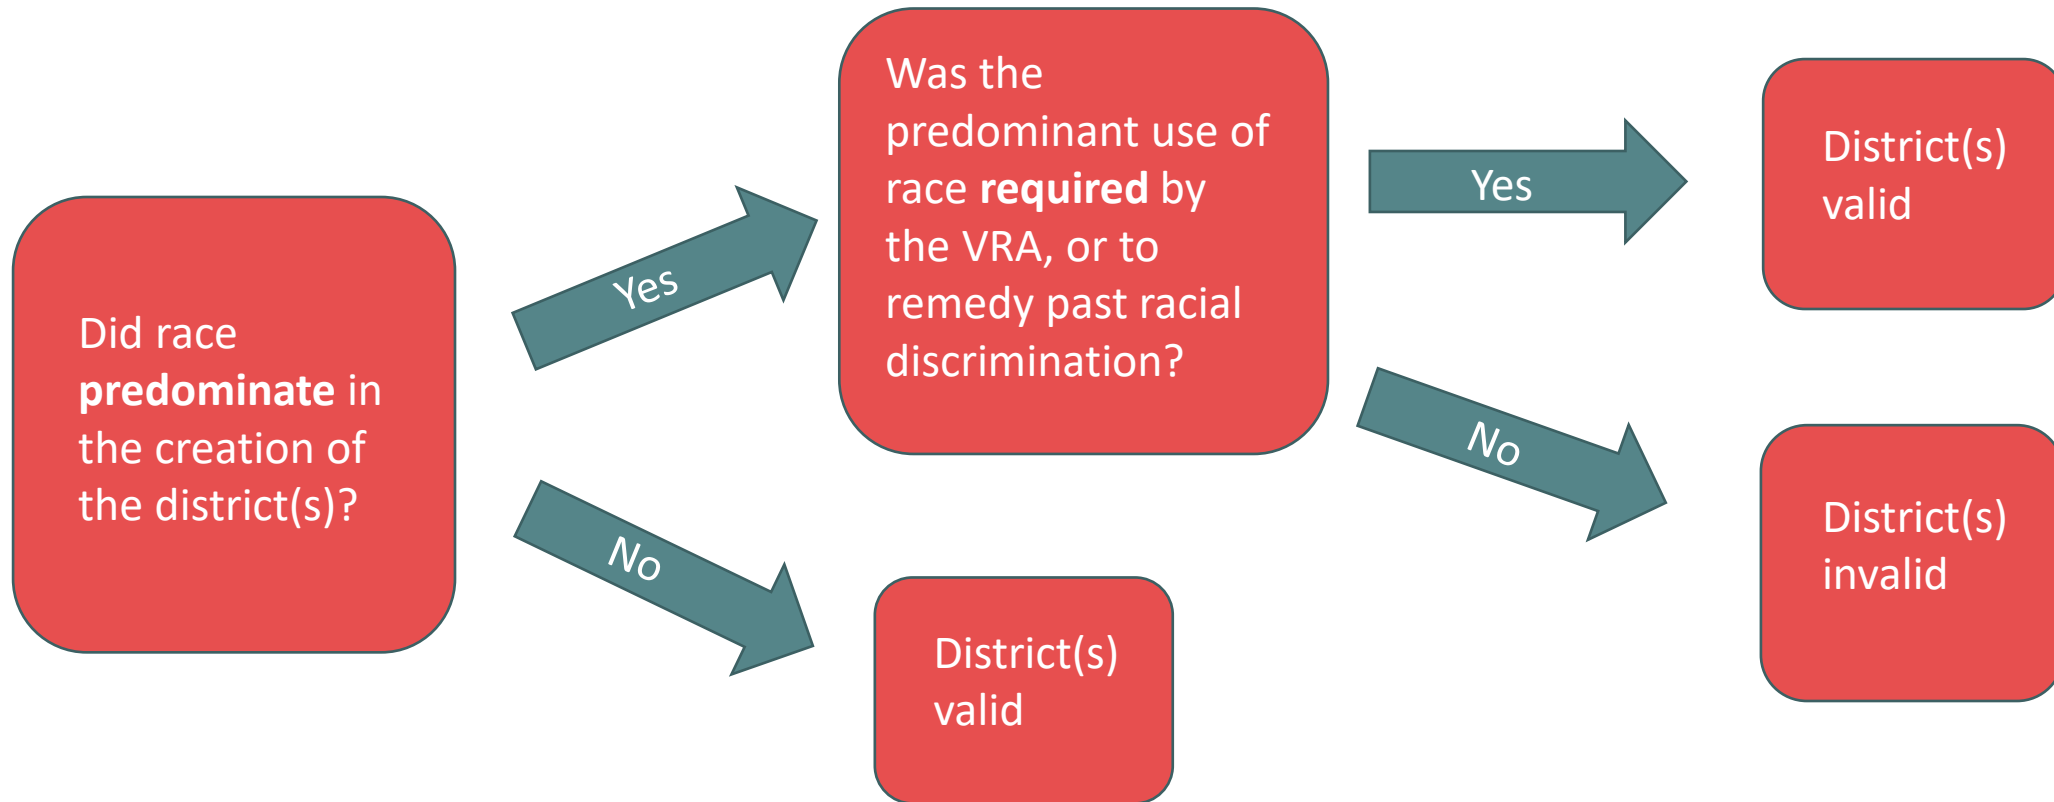 Did race
predominate in
the creation of
the district(s)?
Yes
No
Was the
predominant use of
race required by
the VRA, or to
remedy past racial
discrimination?
District(s)
valid
Yes
No
District(s)
valid
District(s)
invalid